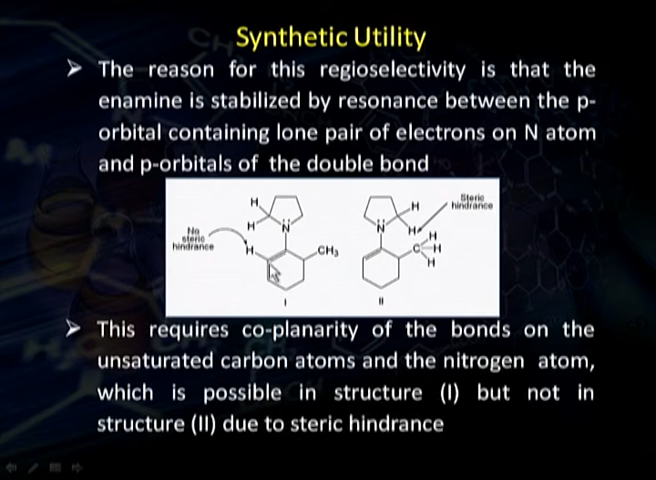 Synthetic Utility
➢ The reason for this regioselectivity is that the
enamine is stabilized by resonance between the p-
orbital containing lone pair of electrons on N atom
and p-orbitals of the double bond
H
H
N
No
steric
hindrance
H
CH3
I
H
H
N
Steric
hindrance
H
C H
H
II
➢ This requires co-planarity of the bonds on the
unsaturated carbon atoms and the nitrogen atom,
which is possible in structure (I) but not in
structure (II) due to steric hindrance